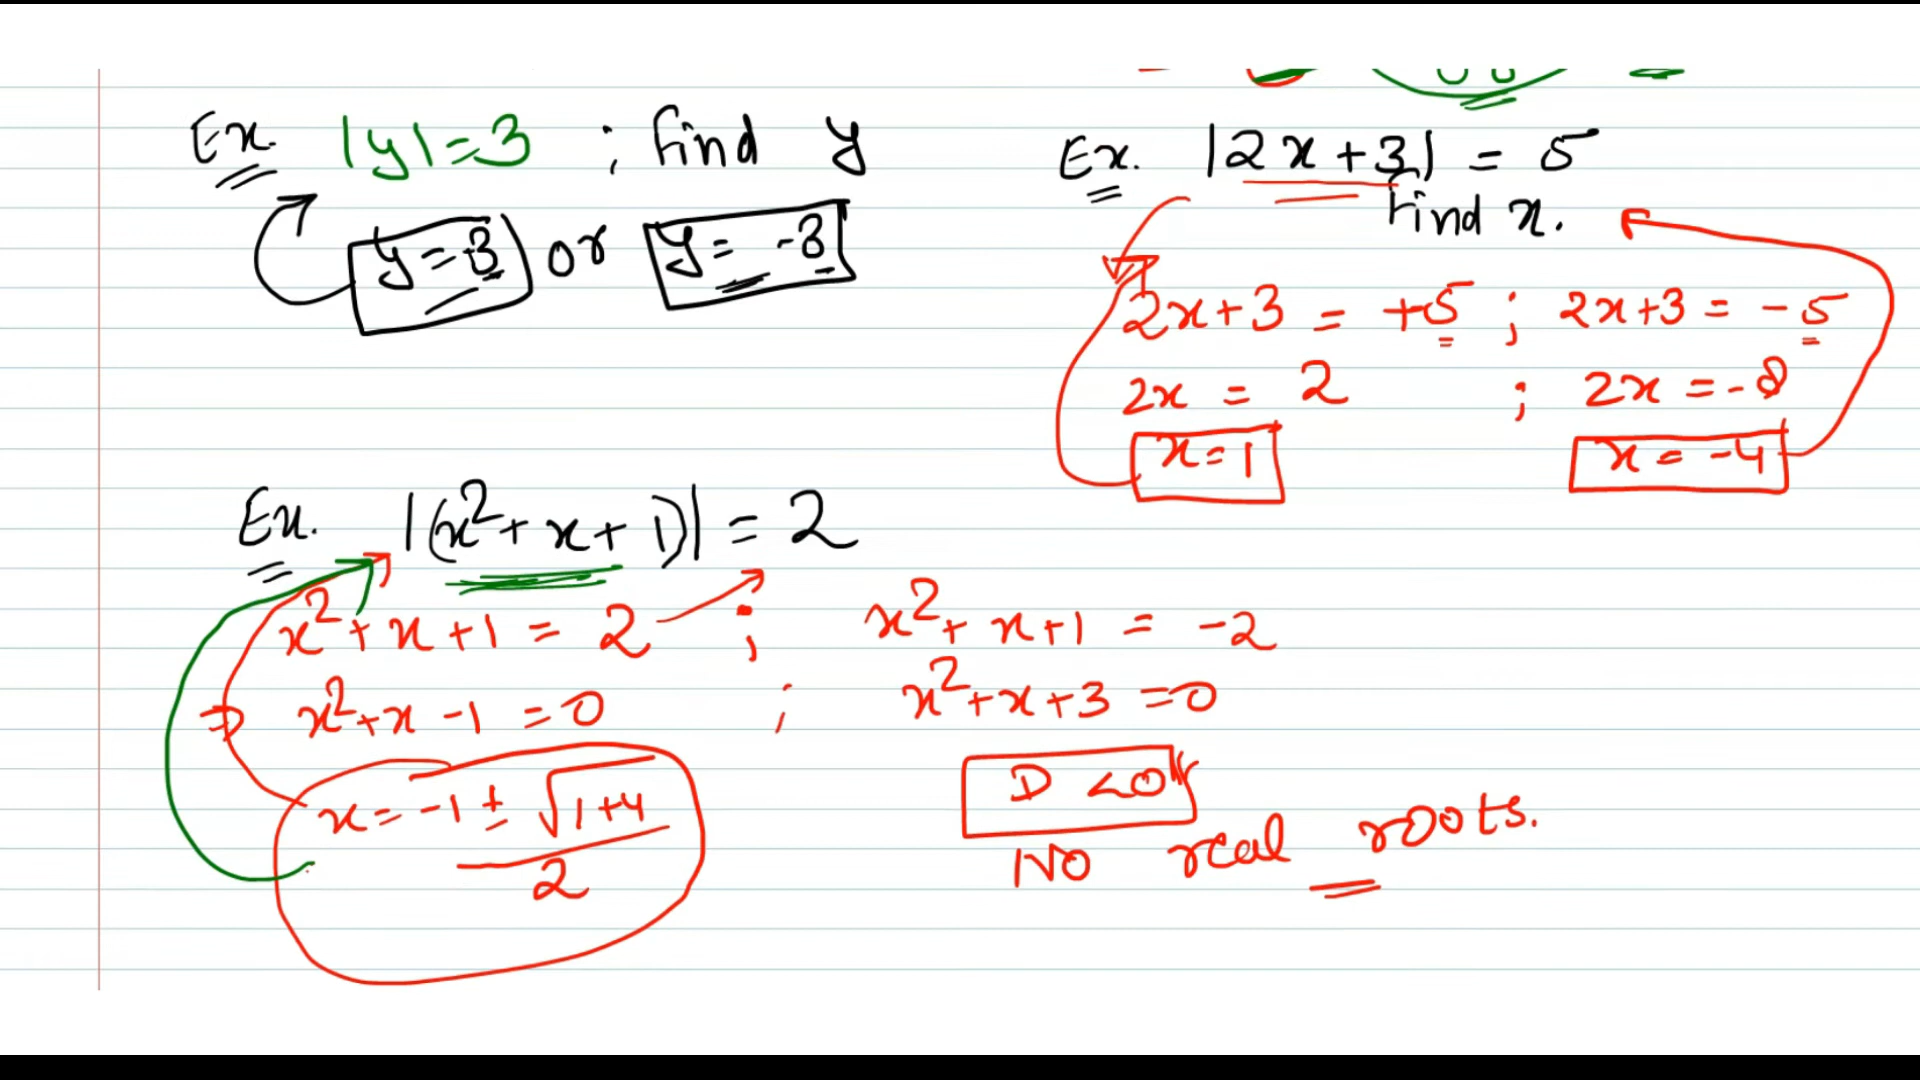 Ex. |y|=3 ; find y
y=3 or y= -3
Ex. |2x+3| = 5
find x.
2x+3 = +5 ; 2x+3 = -5
2x = 2 ; 2x = -8
x=1 x= -4
Ex. |(x²+x+1)| = 2
x²+x+1 = 2 ; x²+x+1 = -2
⇒ x²+x-1 =0 ; x²+x+3 =0
x= -1 ± √1+4
2
D <0
No real roots.